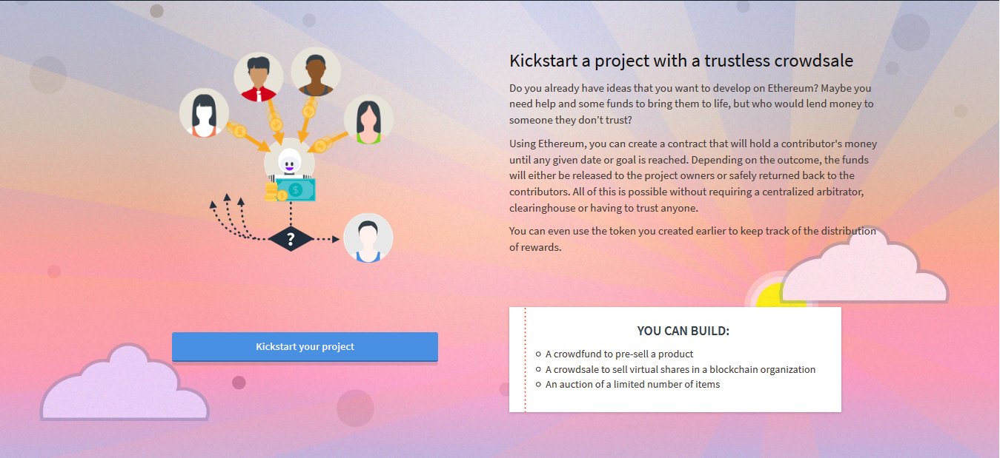 Kickstart a project with a trustless crowdsale
Do you already have ideas that you want to develop on Ethereum? Maybe you
need help and some funds to bring them to life, but who would lend money to
someone they don’t trust?
Using Ethereum, you can create a contract that will hold a contributor's money
until any given date or goal is reached. Depending on the outcome, the funds
will either be released to the project owners or safely returned back to the
contributors. All of this is possible without requiring a centralized arbitrator,
clearinghouse or having to trust anyone.
You can even use the token you created earlier to keep track of the distribution
of rewards.
?
Kickstart your project
YOU CAN BUILD:
A crowdfund to pre-sell a product
A crowdsale to sell virtual shares in a blockchain organization
An auction of a limited number of items